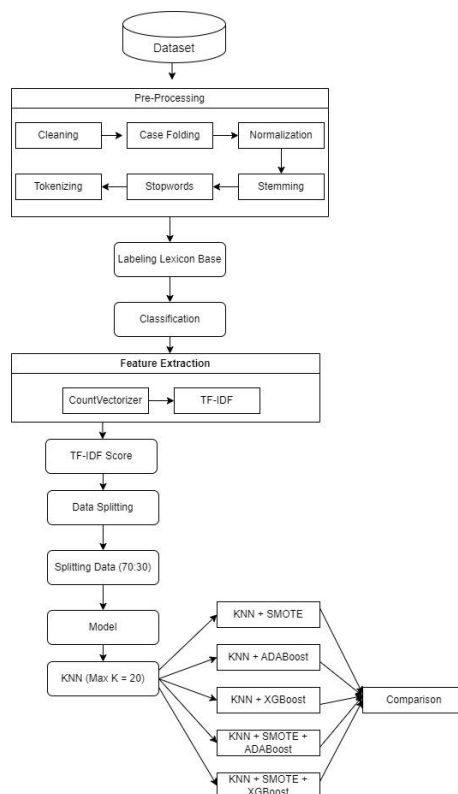 Dataset
Pre-Processing
Cleaning
Case Folding
Normalization
Tokenizing
Stopwords
Stemming
Labeling Lexicon Base
Classification
Feature Extraction
CountVectorizer
TF-IDF
TF-IDF Score
Data Splitting
Splitting Data (70:30)
Model
KNN (Max K = 20)
KNN + SMOTE
KNN + ADABoost
KNN + XGBoost
KNN + SMOTE +
ADABoost
KNN + SMOTE +
XGBoost
Comparison